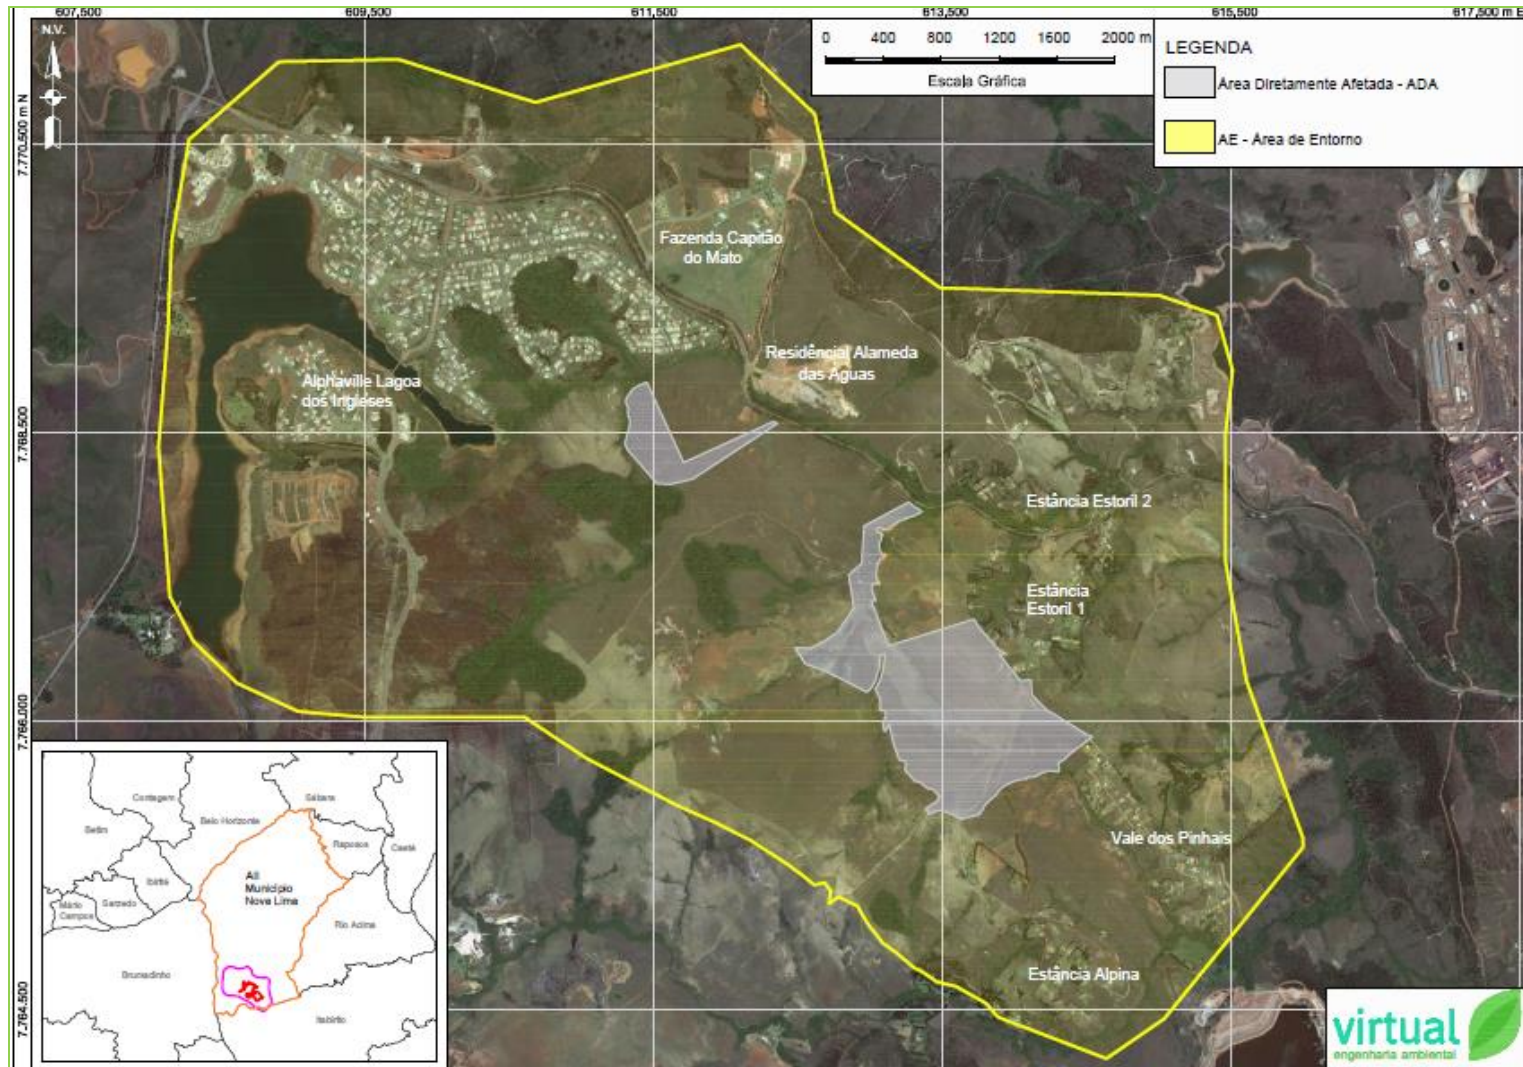 607,500
609,500
611,500
613,500
615,500
617,500 m E
N.V.
0 400 800 1200 1600 2000 m
Escala Gráfica
LEGENDA
Área Diretamente Afetada - ADA
AE - Área de Entorno
7.770.500 m N
7.768.500
7.766.000
7.764.500
Fazenda Capitão
do Mato
Residêncial Alameda
das Águas
Alphaville Lagoa
dos Ingleses
Estância Estoril 2
Estância
Estoril 1
Vale dos Pinhais
Estância Alpina
Contagem
Sabara
Belo Horizonte
Betim
Raposos
Caeté
Ibirité
AII
Município
Nova Lima
Mário
Campos
Sarzedo
Rio Acima
Brumadinho
Itabirito
virtual
engenharia ambiental